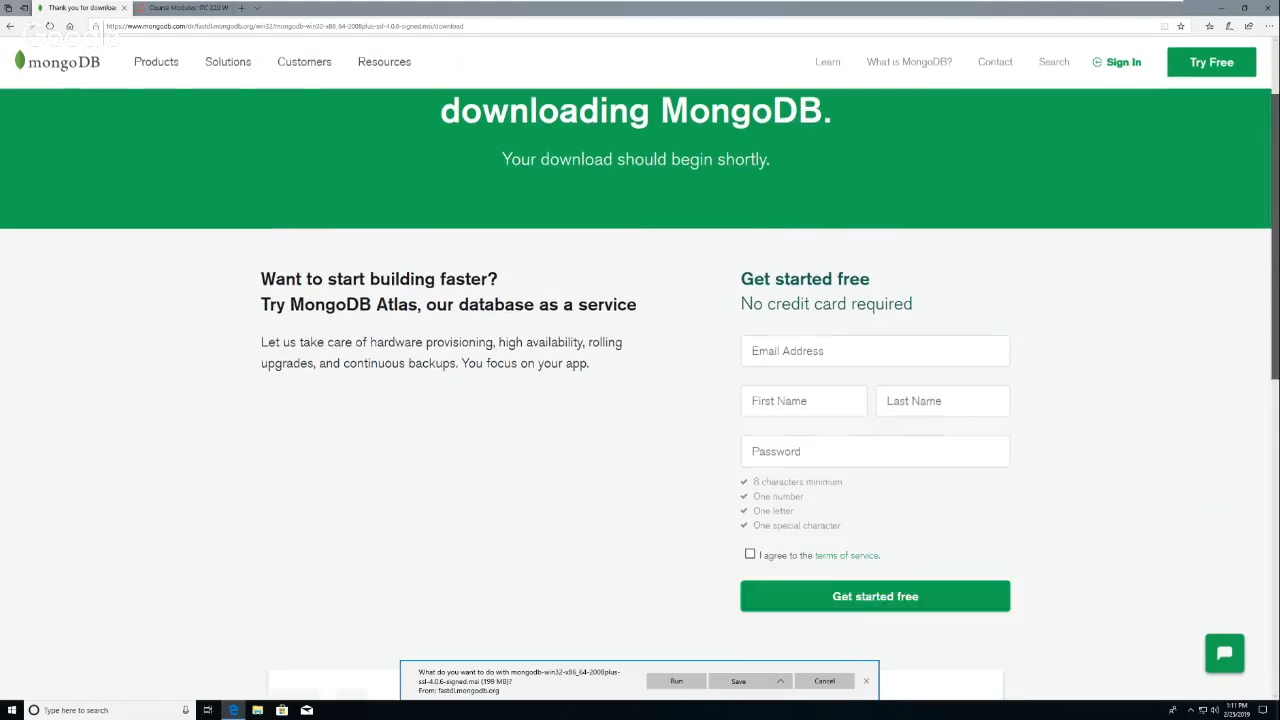 Thank you for downloa
Course Modules: ITC 320 W
https://www.mongodb.com/dr/fastdl.mongodb.org/win32/mongodb-win32-x86_64-2008plus-ssl-4.0.6-signed.msi/download
Google
mongoDB
Products
Solutions
Customers
Resources
Learn
What is MongoDB?
Contact
Search
Sign In
Try Free
downloading MongoDB.
Your download should begin shortly.
Want to start building faster?
Try MongoDB Atlas, our database as a service
Let us take care of hardware provisioning, high availability, rolling
upgrades, and continuous backups. You focus on your app.
Get started free
No credit card required
Email Address
First Name
Last Name
Password
8 characters minimum
One number
One letter
One special character
I agree to the terms of service.
Get started free
What do you want to do with mongodb-win32-x86_64-2008plus-
ssl-4.0.6-signed.msi (199 MB)?
From: fastdl.mongodb.org
Run
Save
Cancel
Type here to search
1:11 PM
2/25/2019